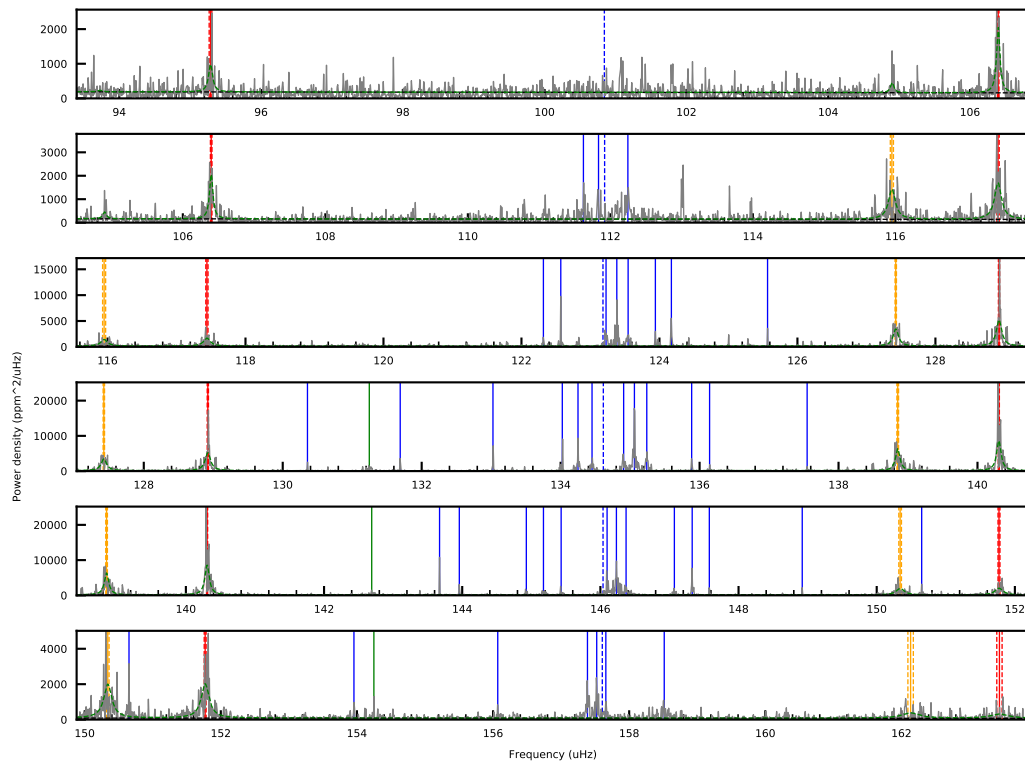 2000
1000
0
94 96 98 100 102 104 106
3000
2000
1000
0
106 108 110 112 114 116
15000
10000
5000
0
116 118 120 122 124 126 128
Power density (ppm^2/uHz)
20000
10000
0
128 130 132 134 136 138 140
20000
10000
0
140 142 144 146 148 150 152
4000
2000
0
150 152 154 156 158 160 162
Frequency (uHz)